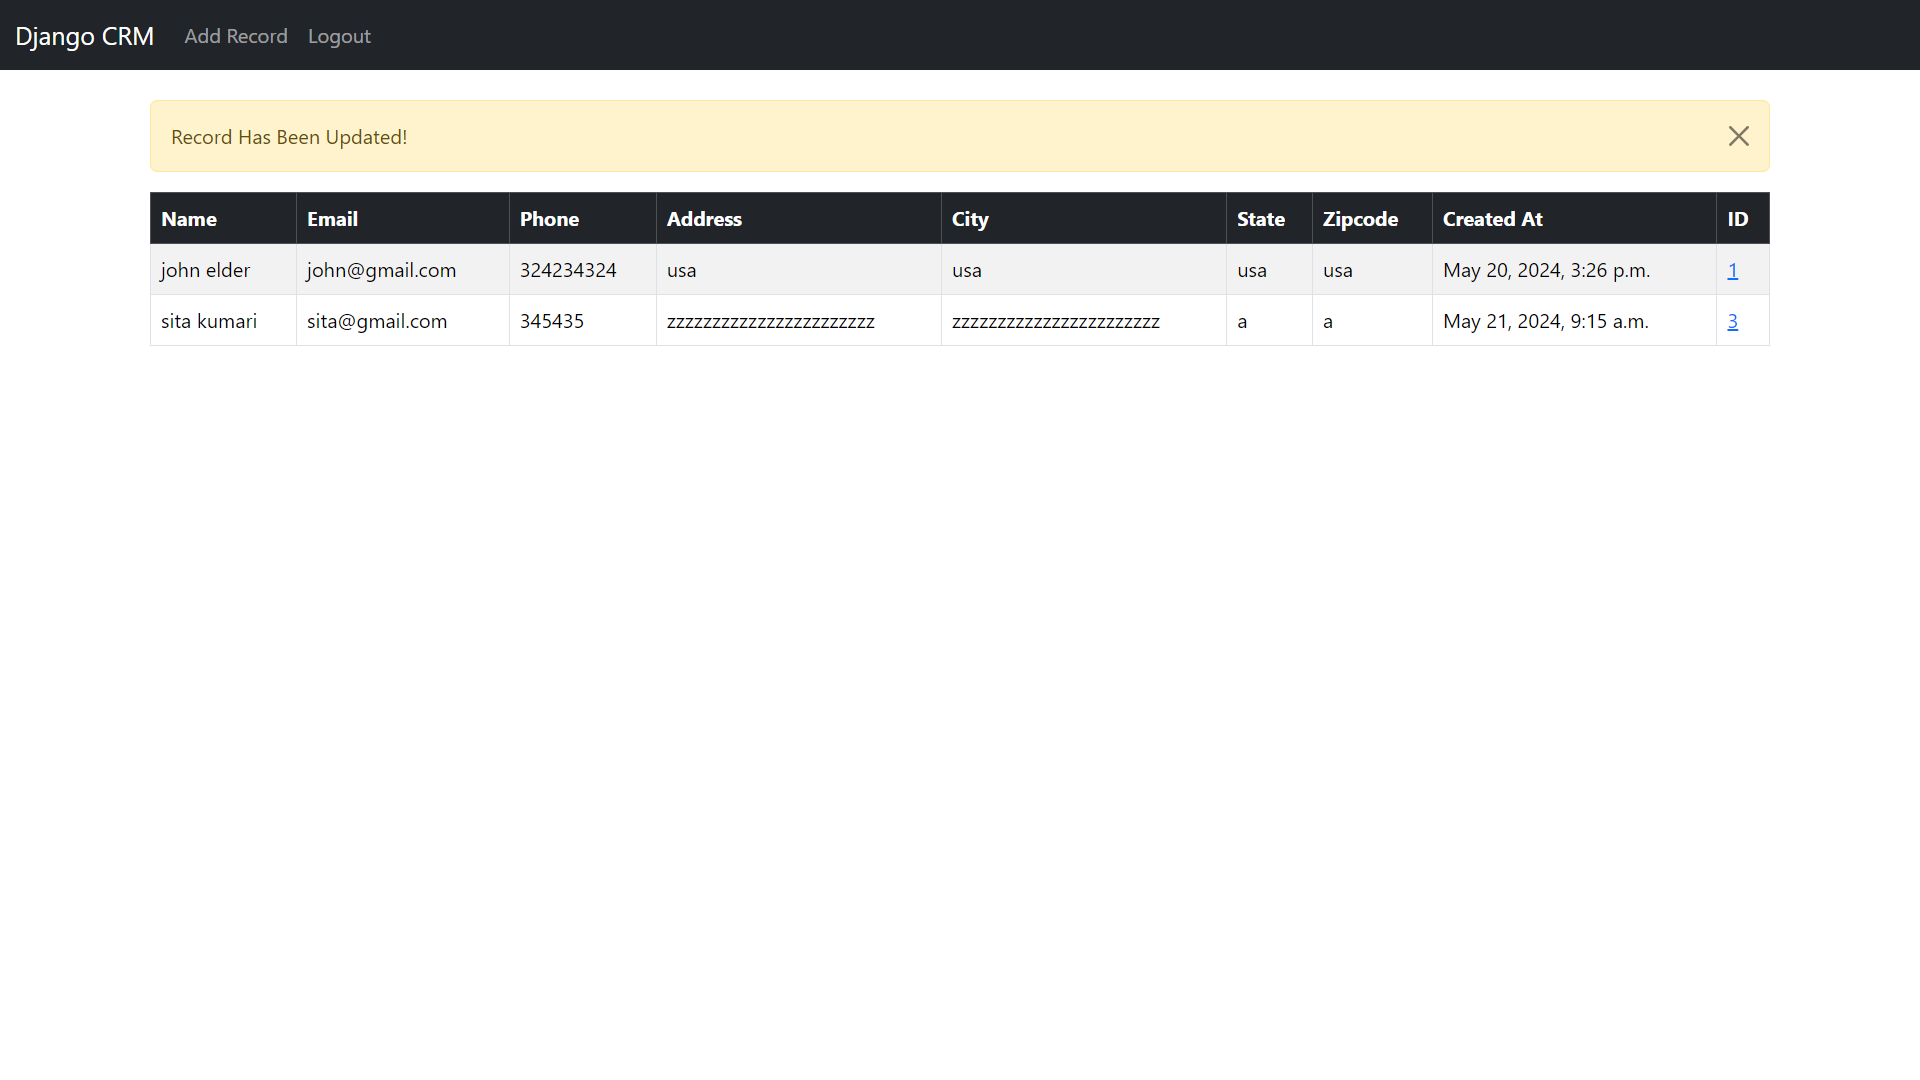 Django CRM Add Record Logout
Record Has Been Updated!
Name Email Phone Address City State Zipcode Created At ID
john elder john@gmail.com 324234324 usa usa usa usa May 20, 2024, 3:26 p.m. 1
sita kumari sita@gmail.com 345435 zzzzzzzzzzzzzzzzzzzzzzz zzzzzzzzzzzzzzzzzzzzzzz a a May 21, 2024, 9:15 a.m. 3